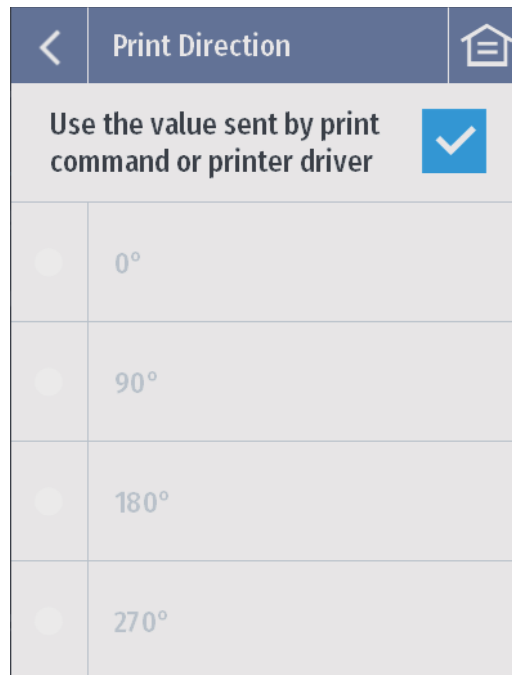 Print Direction
Use the value sent by print
command or printer driver
0°
90°
180°
270°